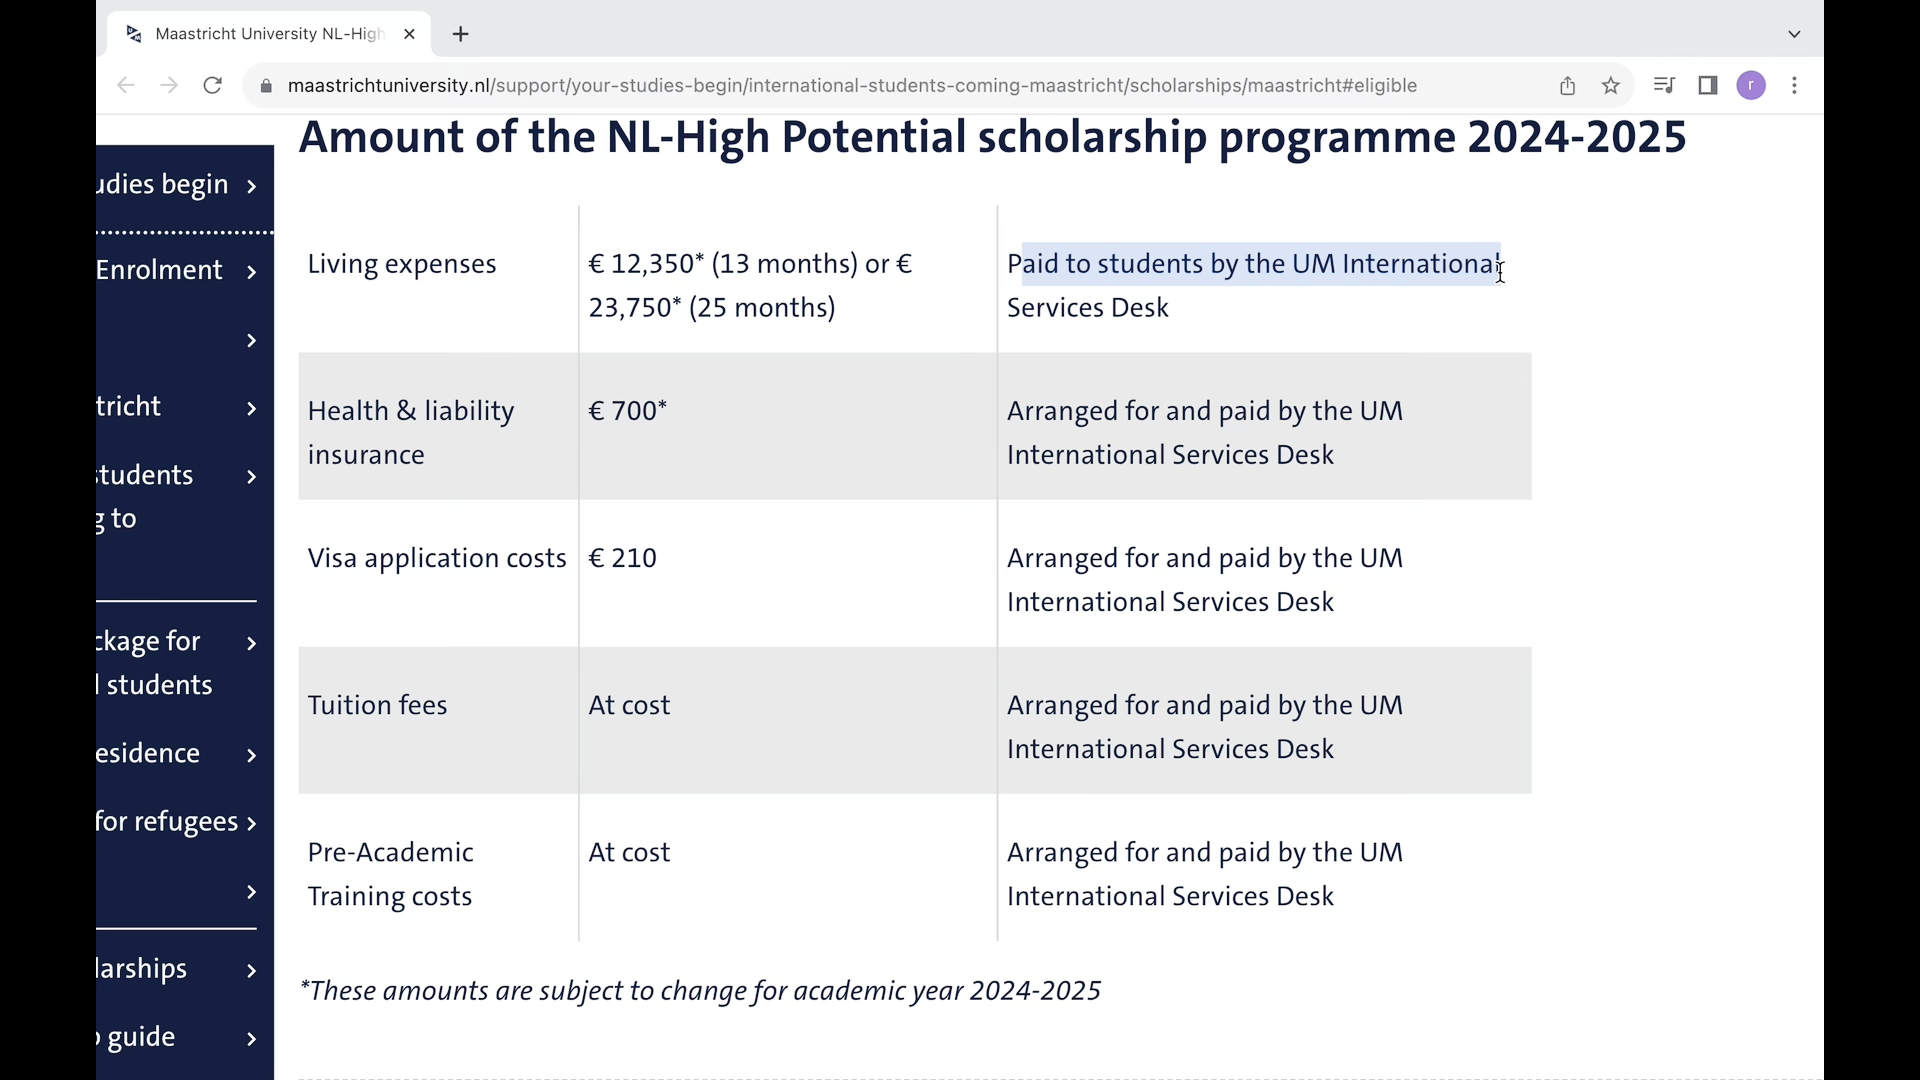 Maastricht University NL-High
maastrichtuniversity.nl/support/your-studies-begin/international-students-coming-maastricht/scholarships/maastricht#eligible
r
Amount of the NL-High Potential scholarship programme 2024-2025
udies begin
Enrolment
tricht
students
g to
ckage for
l students
esidence
for refugees
larships
o guide
Living expenses
€ 12,350* (13 months) or €
23,750* (25 months)
Paid to students by the UM International
Services Desk
Health & liability
insurance
€ 700*
Arranged for and paid by the UM
International Services Desk
Visa application costs
€ 210
Arranged for and paid by the UM
International Services Desk
Tuition fees
At cost
Arranged for and paid by the UM
International Services Desk
Pre-Academic
Training costs
At cost
Arranged for and paid by the UM
International Services Desk
*These amounts are subject to change for academic year 2024-2025